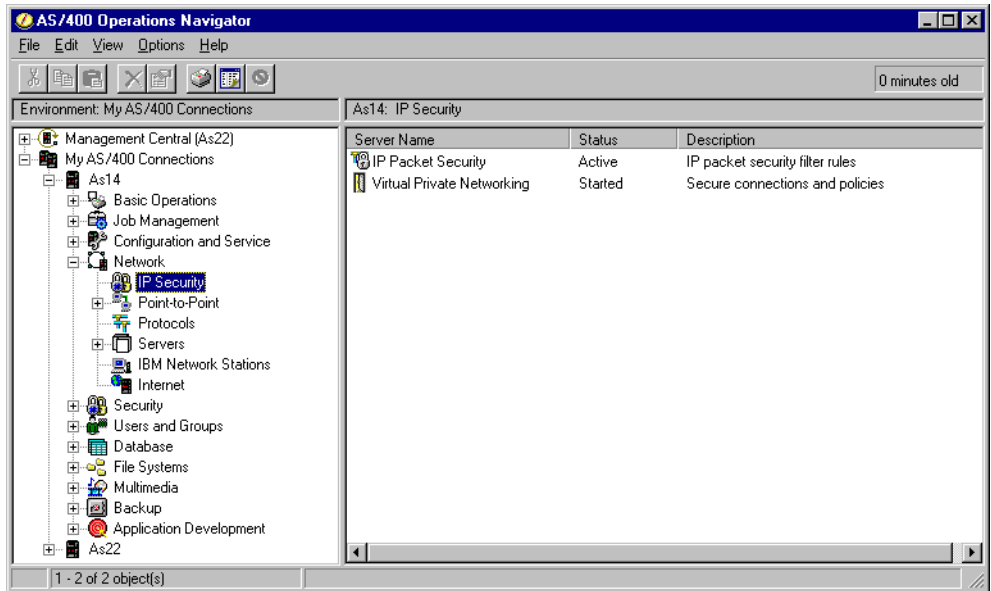 AS/400 Operations Navigator
File Edit View Options Help
0 minutes old
Environment: My AS/400 Connections
As14: IP Security
Management Central (As22)
My AS/400 Connections
As14
Basic Operations
Job Management
Configuration and Service
Network
IP Security
Point-to-Point
Protocols
Servers
IBM Network Stations
Internet
Security
Users and Groups
Database
File Systems
Multimedia
Backup
Application Development
As22
Server Name Status Description
IP Packet Security Active IP packet security filter rules
Virtual Private Networking Started Secure connections and policies
1 - 2 of 2 object(s)